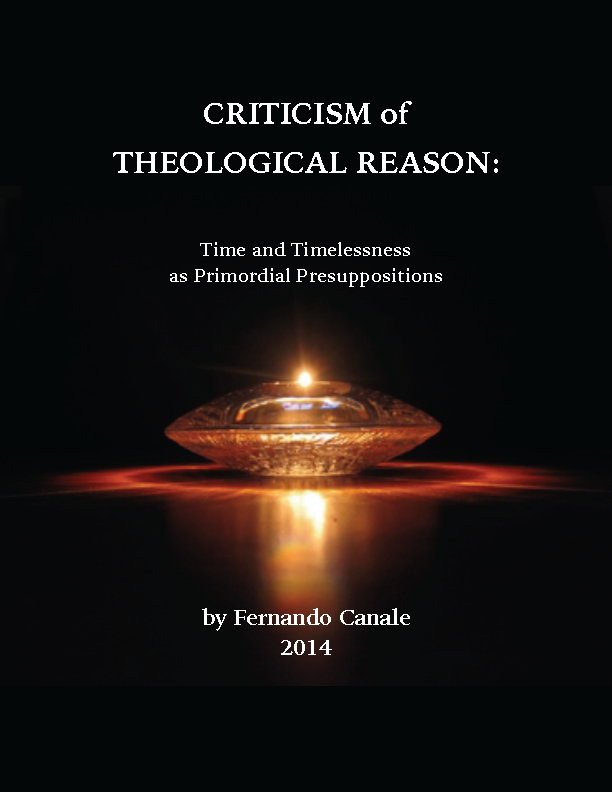 CRITICISM of
THEOLOGICAL REASON:
Time and Timelessness
as Primordial Presuppositions
by Fernando Canale
2014